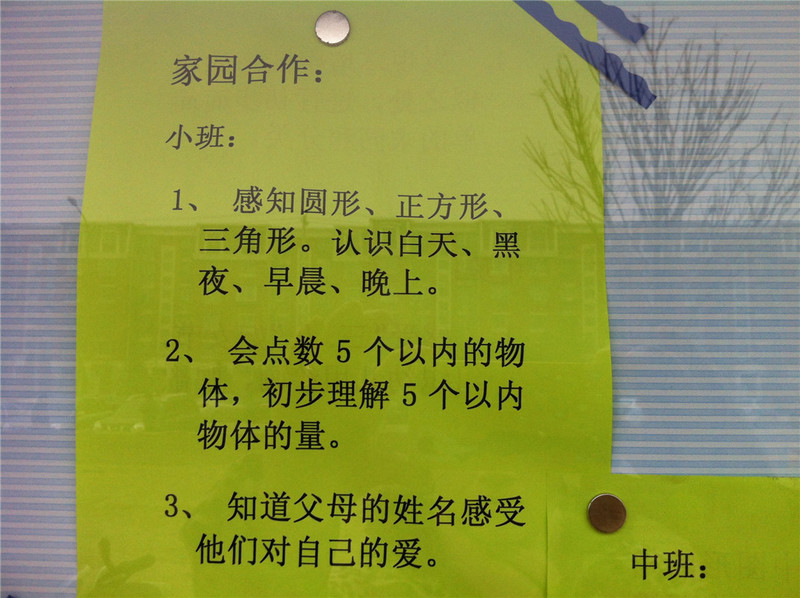 家园合作：
小班：
1、 感知圆形、正方形、
三角形。认识白天、黑
夜、早晨、晚上。
2、 会点数 5 个以内的物
体，初步理解 5 个以内
物体的量。
3、 知道父母的姓名感受
他们对自己的爱。
中班：